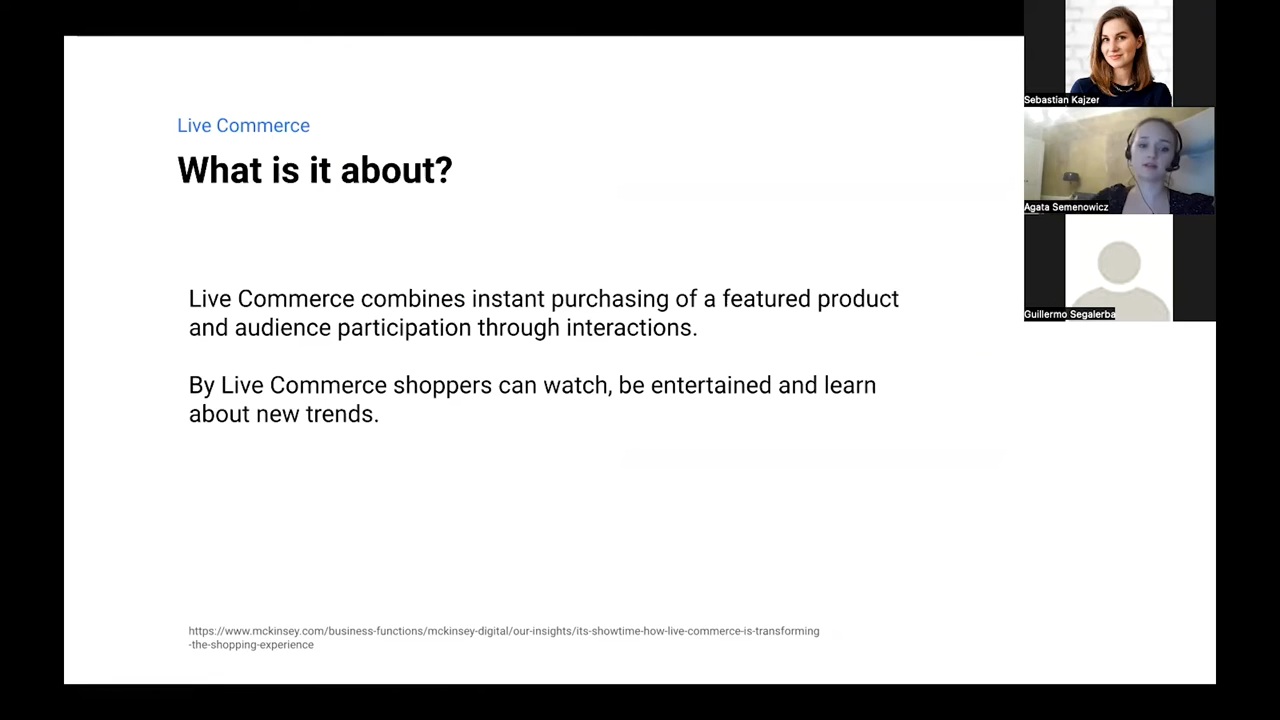 Live Commerce
What is it about?
Live Commerce combines instant purchasing of a featured product
and audience participation through interactions.
By Live Commerce shoppers can watch, be entertained and learn
about new trends.
https://www.mckinsey.com/business-functions/mckinsey-digital/our-insights/its-showtime-how-live-commerce-is-transforming
-the-shopping-experience
Sebastian Kajzer
Agata Semenowicz
Guillermo Segalerba